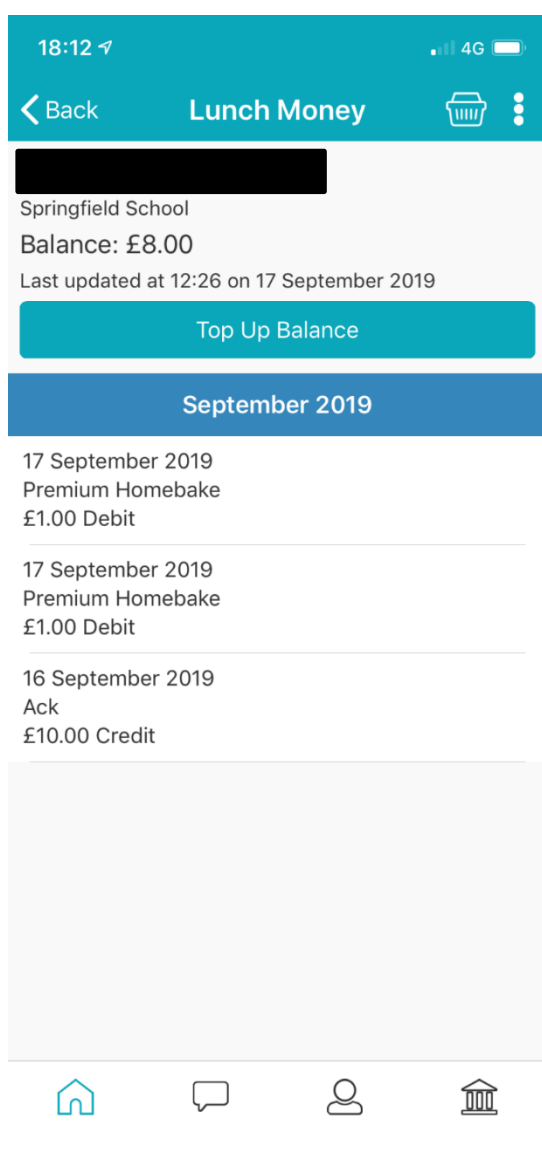 18:12
4G
Back
Lunch Money
Springfield School
Balance: £8.00
Last updated at 12:26 on 17 September 2019
Top Up Balance
September 2019
17 September 2019
Premium Homebake
£1.00 Debit
17 September 2019
Premium Homebake
£1.00 Debit
16 September 2019
Ack
£10.00 Credit